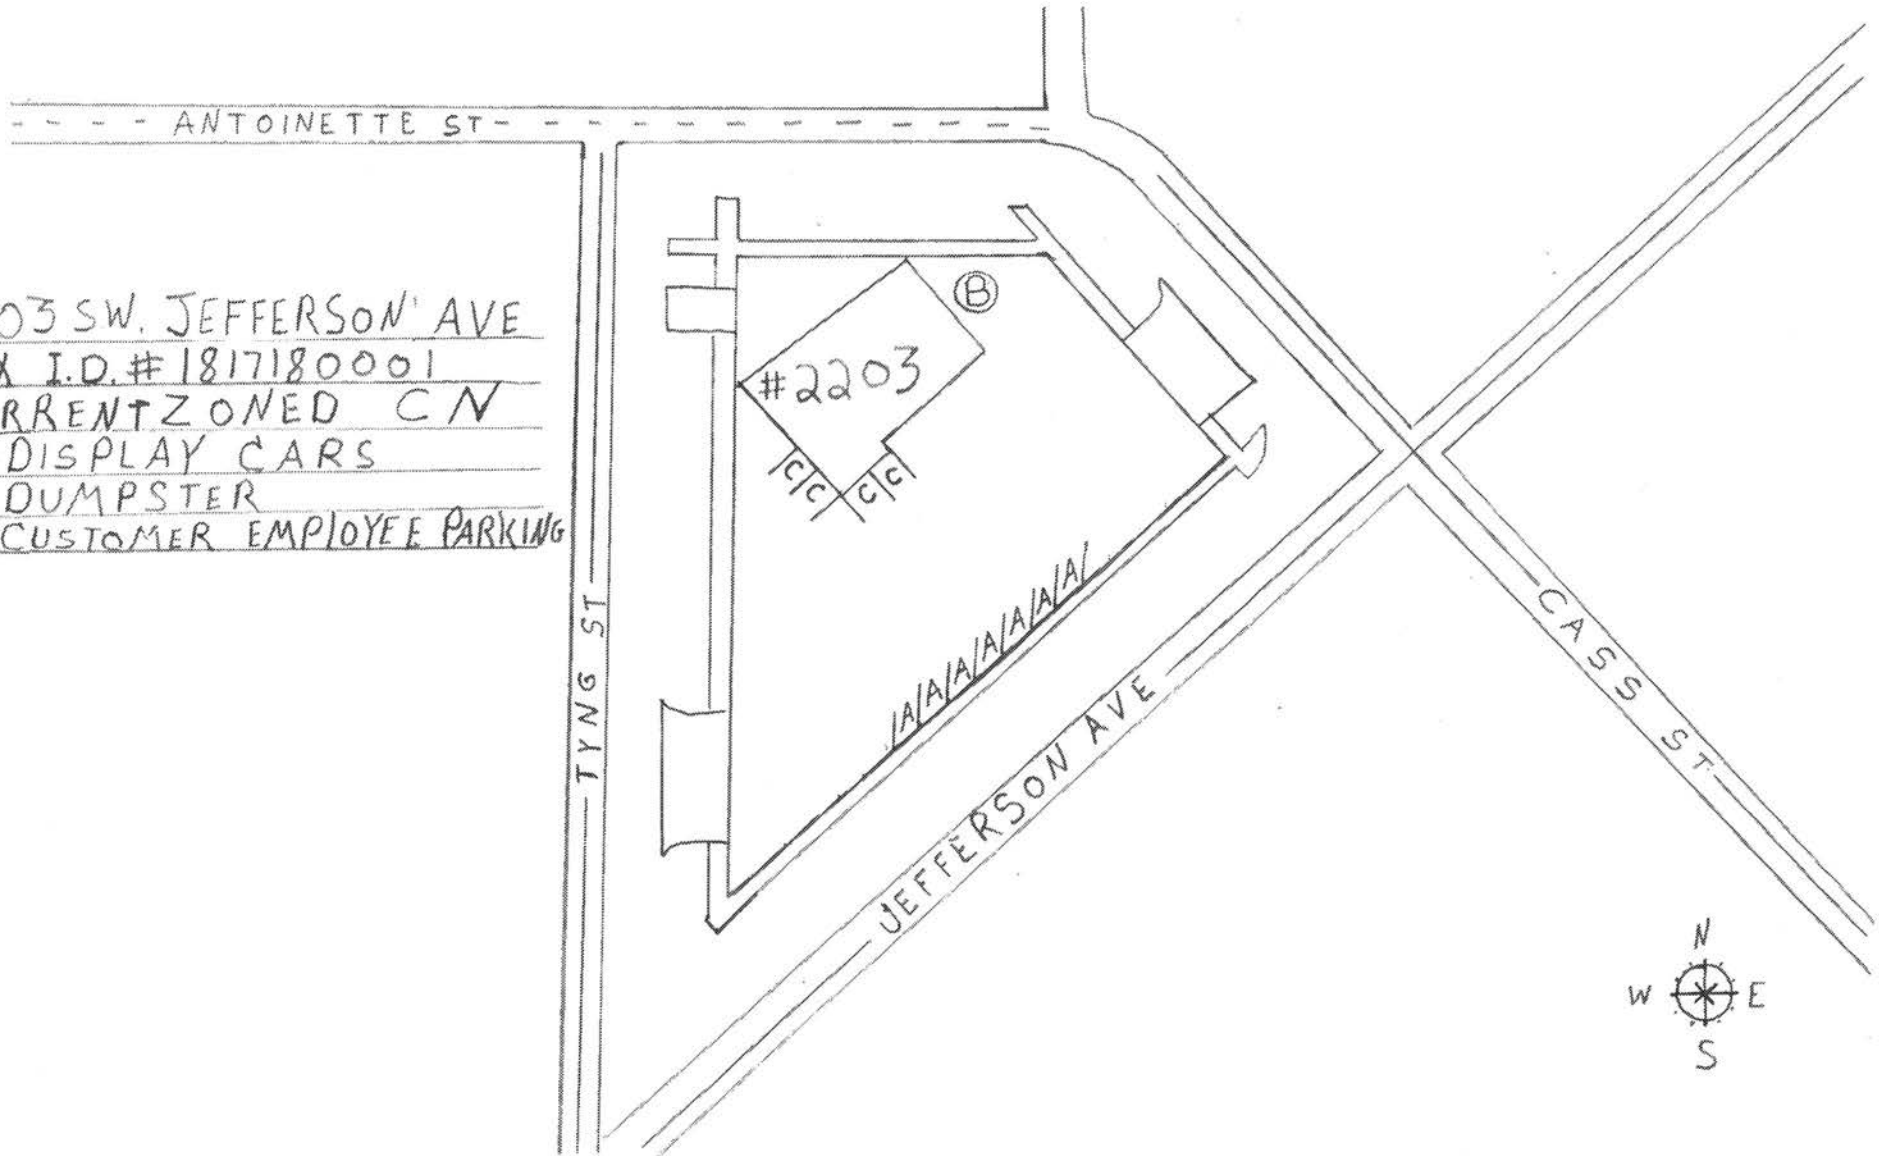 ANTOINETTE ST
03 SW. JEFFERSON AVE
X I.D. # 1817180001
RRENT ZONED CN
DISPLAY CARS
DUMPSTER
CUSTOMER EMPLOYEE PARKING
B
#2203
C C C C
A A A A A A A
TYNG ST
JEFFERSON AVE
CASS ST
N
W E
S